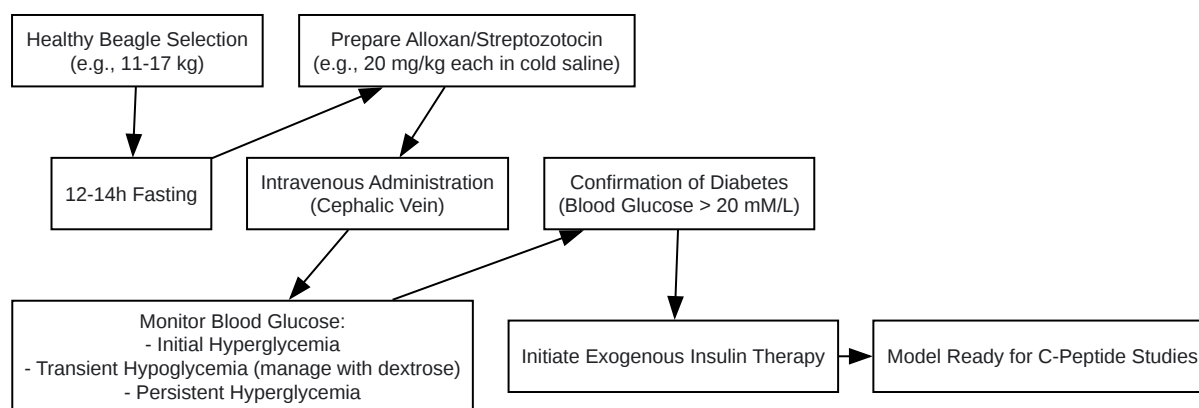 Healthy Beagle Selection
(e.g., 11-17 kg)
Prepare Alloxan/Streptozotocin
(e.g., 20 mg/kg each in cold saline)
12-14h Fasting
Intravenous Administration
(Cephalic Vein)
Confirmation of Diabetes
(Blood Glucose > 20 mM/L)
Monitor Blood Glucose:
- Initial Hyperglycemia
- Transient Hypoglycemia (manage with dextrose)
- Persistent Hyperglycemia
Initiate Exogenous Insulin Therapy
Model Ready for C-Peptide Studies